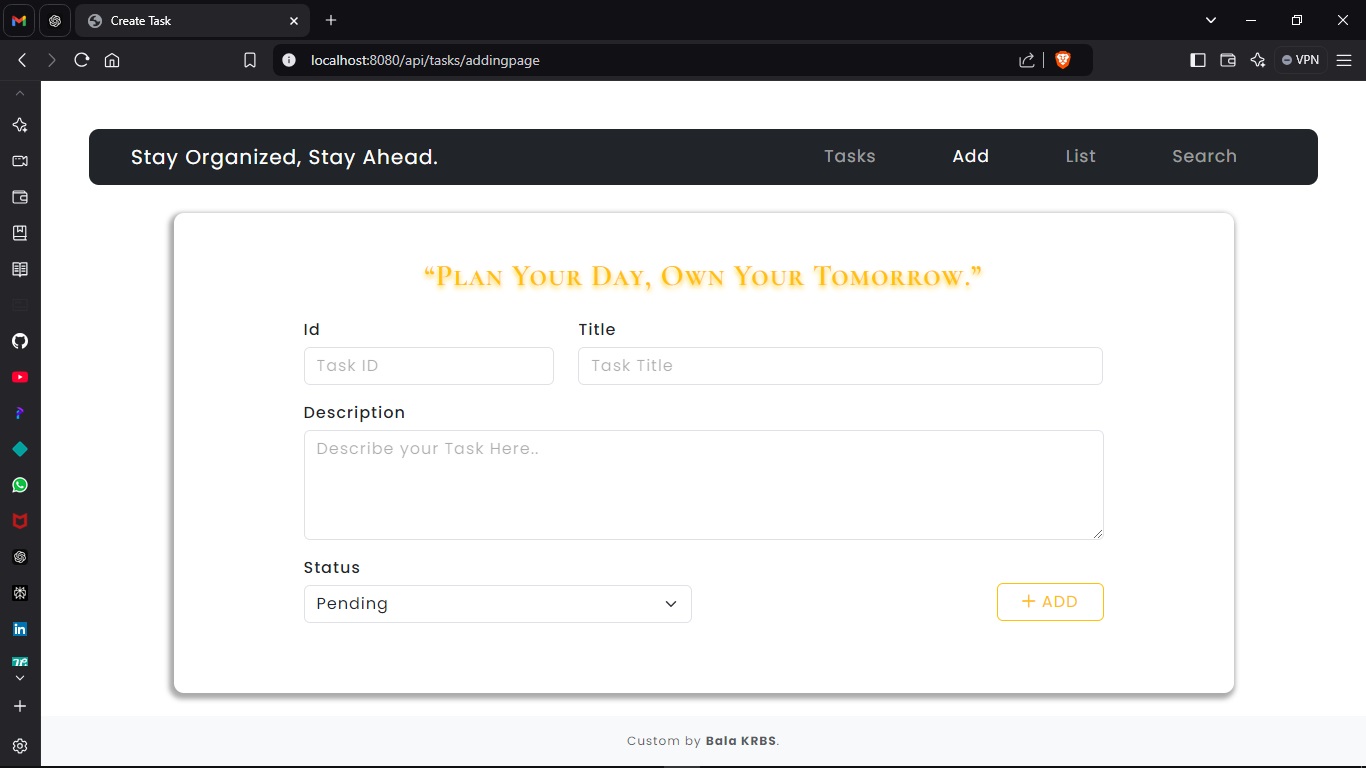 Create Task
localhost:8080/api/tasks/addingpage
VPN
Stay Organized, Stay Ahead.
Tasks
Add
List
Search
“Plan Your Day, Own Your Tomorrow.”
Id
Title
Task ID
Task Title
Description
Describe your Task Here..
Status
Pending
+ ADD
Custom by Bala KRBS.